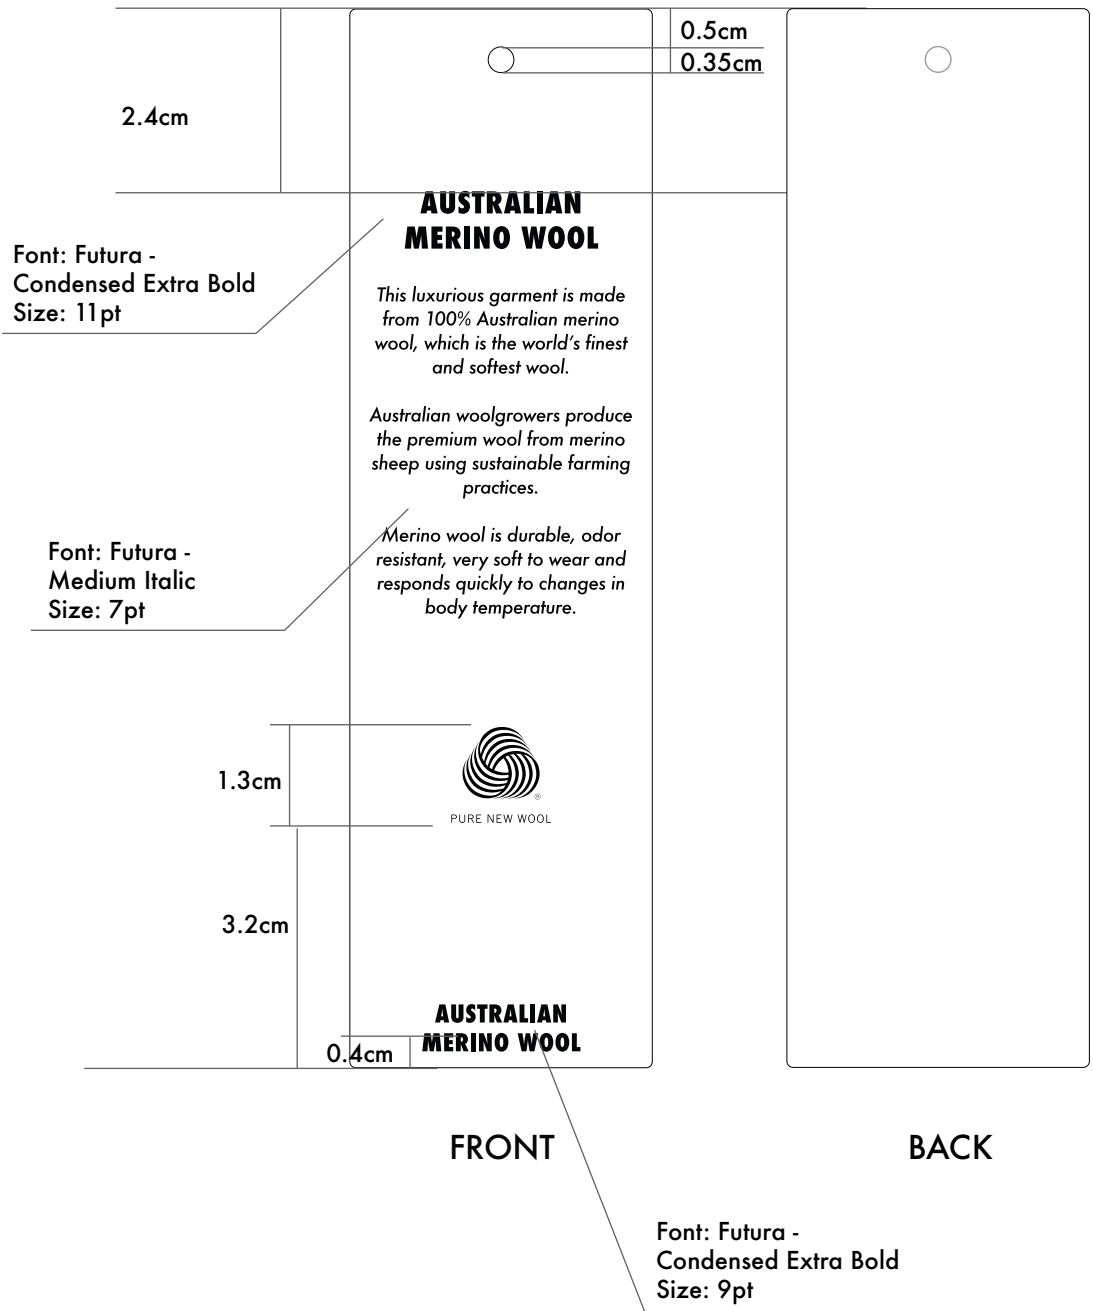 0.5cm
0.35cm
2.4cm
AUSTRALIAN
MERINO WOOL
Font: Futura -
Condensed Extra Bold
Size: 11pt
This luxurious garment is made
from 100% Australian merino
wool, which is the world's finest
and softest wool.
Australian woolgrowers produce
the premium wool from merino
sheep using sustainable farming
practices.
Merino wool is durable, odor
resistant, very soft to wear and
responds quickly to changes in
body temperature.
Font: Futura -
Medium Italic
Size: 7pt
1.3cm
®
PURE NEW WOOL
3.2cm
AUSTRALIAN
MERINO WOOL
0.4cm
FRONT
BACK
Font: Futura -
Condensed Extra Bold
Size: 9pt